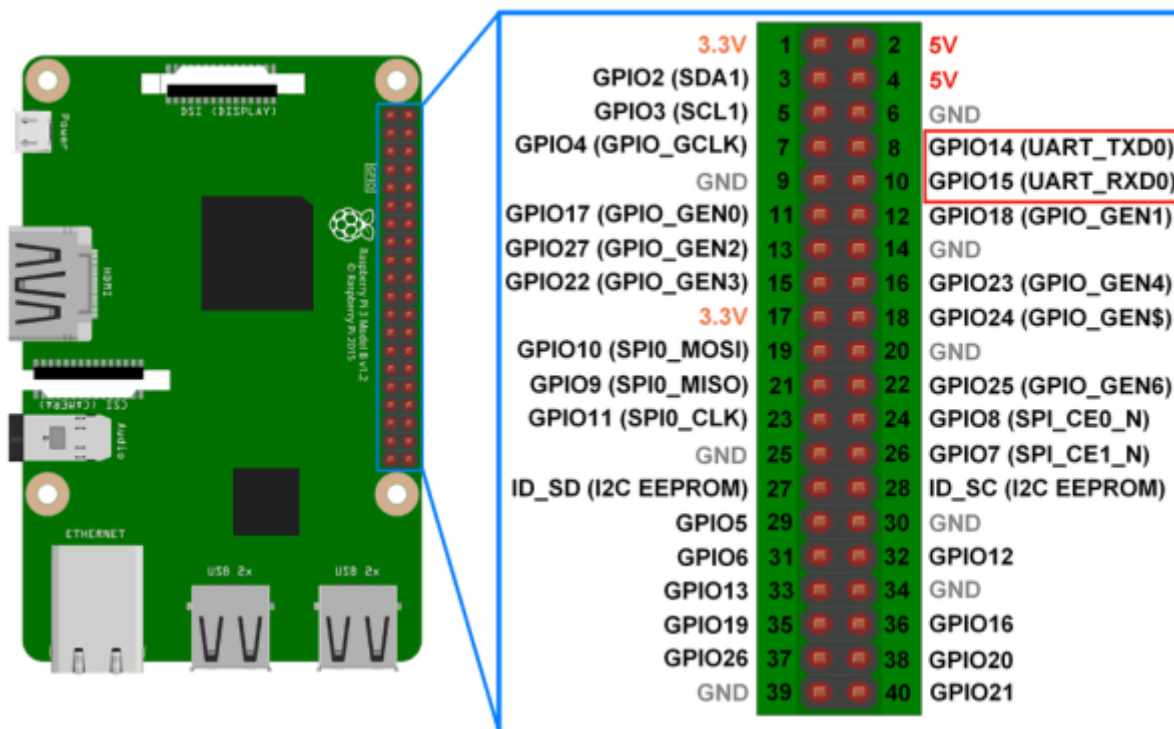 DSI (DISPLAY)
Power
GPIO
HDMI
Raspberry Pi 3 Model B v1.2
© Raspberry Pi 2015
CSI (CAMERA)
Audio
ETHERNET
USB 2x
USB 2x
3.3V 1 2 5V
GPIO2 (SDA1) 3 4 5V
GPIO3 (SCL1) 5 6 GND
GPIO4 (GPIO_GCLK) 7 8 GPIO14 (UART_TXD0)
GND 9 10 GPIO15 (UART_RXD0)
GPIO17 (GPIO_GEN0) 11 12 GPIO18 (GPIO_GEN1)
GPIO27 (GPIO_GEN2) 13 14 GND
GPIO22 (GPIO_GEN3) 15 16 GPIO23 (GPIO_GEN4)
3.3V 17 18 GPIO24 (GPIO_GEN$)
GPIO10 (SPI0_MOSI) 19 20 GND
GPIO9 (SPI0_MISO) 21 22 GPIO25 (GPIO_GEN6)
GPIO11 (SPI0_CLK) 23 24 GPIO8 (SPI_CE0_N)
GND 25 26 GPIO7 (SPI_CE1_N)
ID_SD (I2C EEPROM) 27 28 ID_SC (I2C EEPROM)
GPIO5 29 30 GND
GPIO6 31 32 GPIO12
GPIO13 33 34 GND
GPIO19 35 36 GPIO16
GPIO26 37 38 GPIO20
GND 39 40 GPIO21